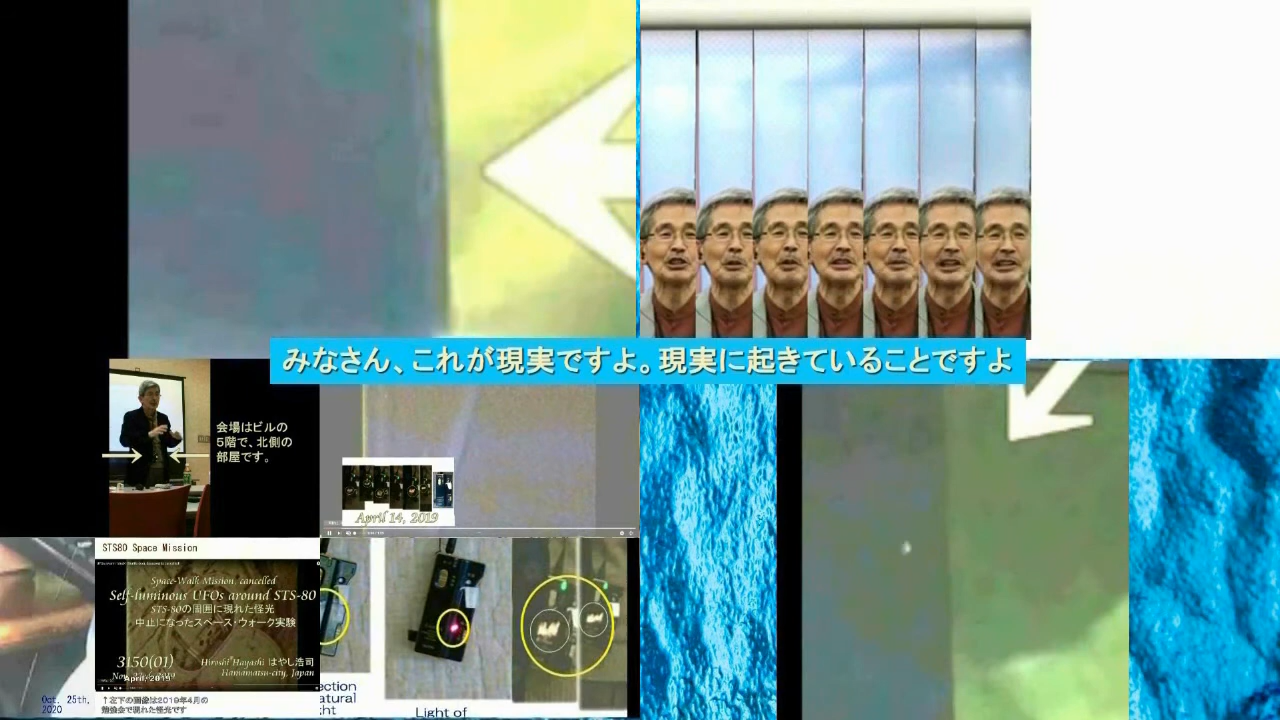 みなさん、これが現実ですよ。現実に起きていることですよ
会場はビルの
5階で、北側の
部屋です。
April 14, 2019
STS80 Space Mission
Space-Walk Mission cancelled
Self-luminous UFOs around STS-80
STS-80の周囲に現れた怪光
中止になったスペース・ウォーク実験
3150(01)
Hiroshi Hayashi はやし浩司
Hamamatsu-city, Japan
Oct. 25th,
2020
↑左下の画像は2019年4月の
勉強会で現れた怪光です
ection
atural
ht
Light of